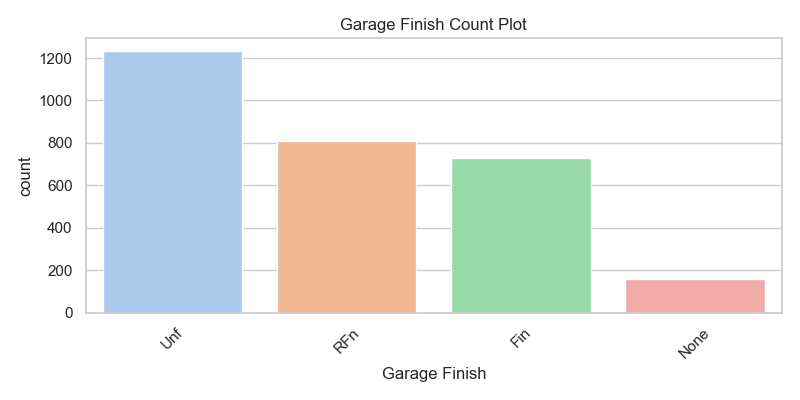 Garage Finish Count Plot
1200
1000
800
600
400
200
0
count
Unf
RFn
Fin
None
Garage Finish